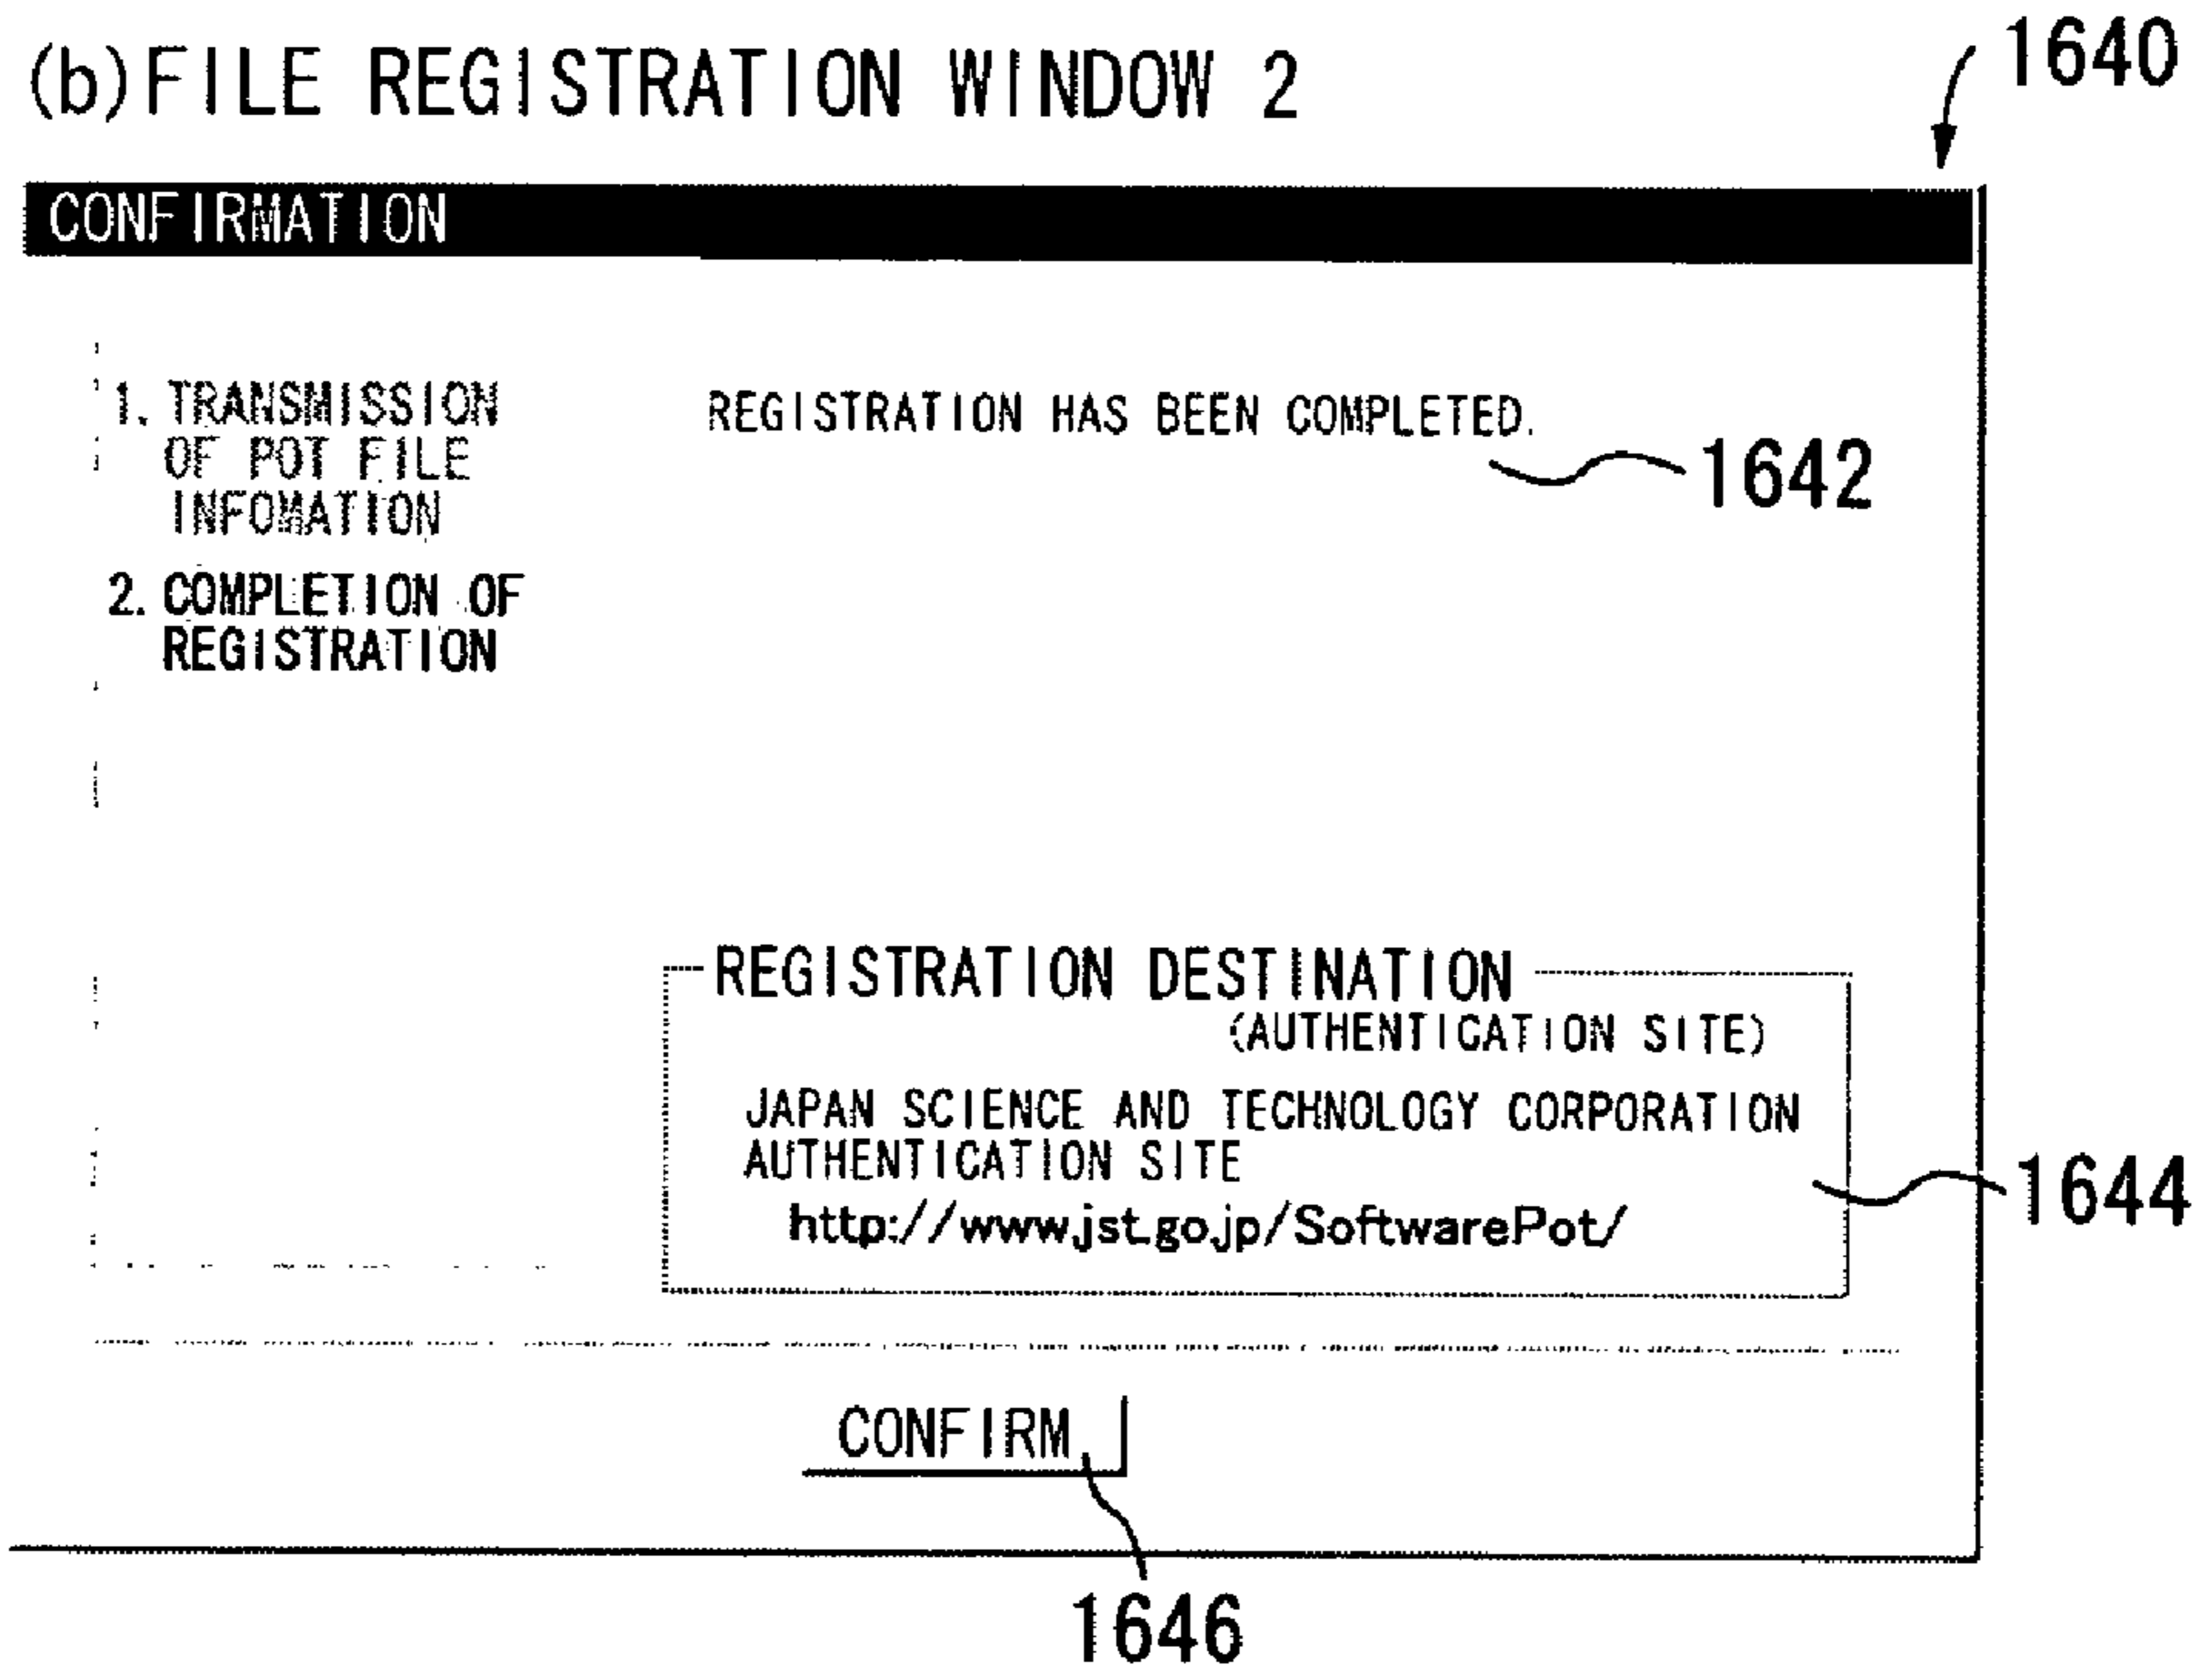 (b) FILE REGISTRATION WINDOW 2
1640
CONFIRMATION
1. TRANSMISSION
OF POT FILE
INFOMATION
2. COMPLETION OF
REGISTRATION
REGISTRATION HAS BEEN COMPLETED.
1642
REGISTRATION DESTINATION
(AUTHENTICATION SITE)
JAPAN SCIENCE AND TECHNOLOGY CORPORATION
AUTHENTICATION SITE
http://www.jst.go.jp/SoftwarePot/
1644
CONFIRM
1646